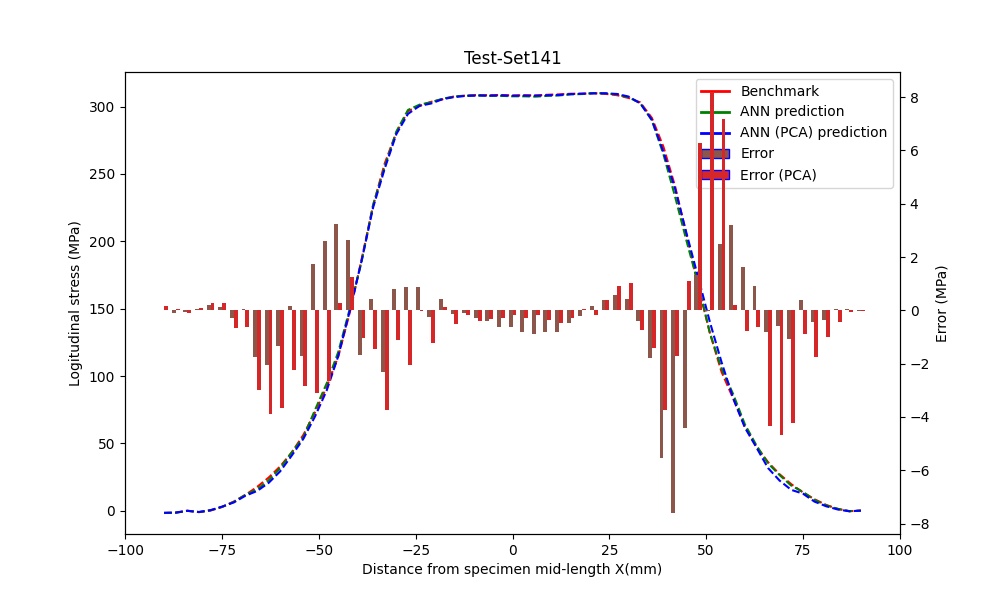 Test-Set141
Benchmark
ANN prediction
ANN (PCA) prediction
Error
Error (PCA)
300
250
200
150
100
50
0
Logitudinal stress (MPa)
8
6
4
2
0
−2
−4
−6
−8
Error (MPa)
−100
−75
−50
−25
0
25
50
75
100
Distance from specimen mid-length X(mm)